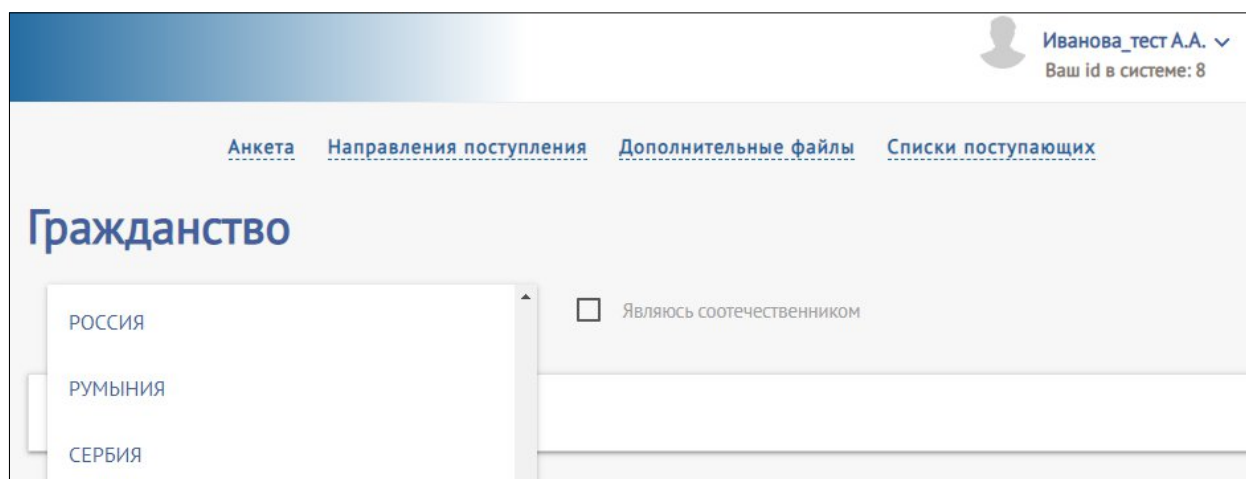 Иванова_тест А.А.
Ваш id в системе: 8
Анкета Направления поступления Дополнительные файлы Списки поступающих
Гражданство
РОССИЯ
Являюсь соотечественником
РУМЫНИЯ
СЕРБИЯ